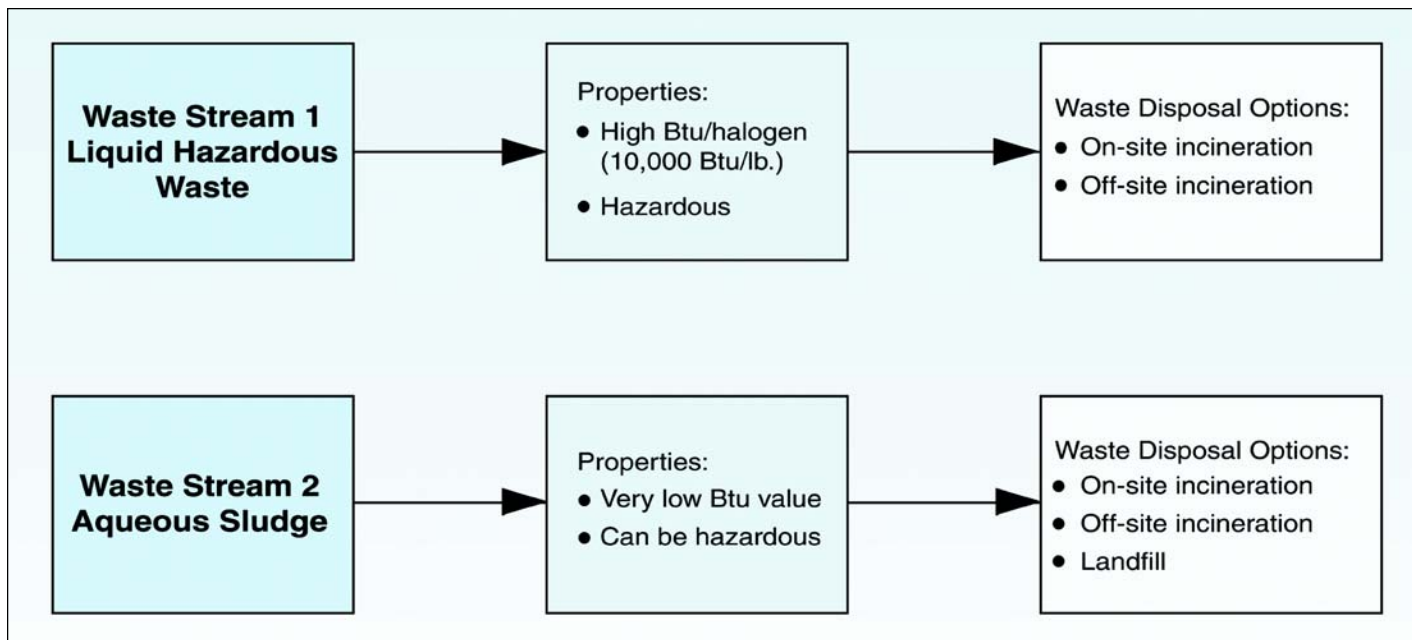 Waste Stream 1
Liquid Hazardous
Waste
Properties:
● High Btu/halogen
(10,000 Btu/lb.)
● Hazardous
Waste Disposal Options:
● On-site incineration
● Off-site incineration
Waste Stream 2
Aqueous Sludge
Properties:
● Very low Btu value
● Can be hazardous
Waste Disposal Options:
● On-site incineration
● Off-site incineration
● Landfill